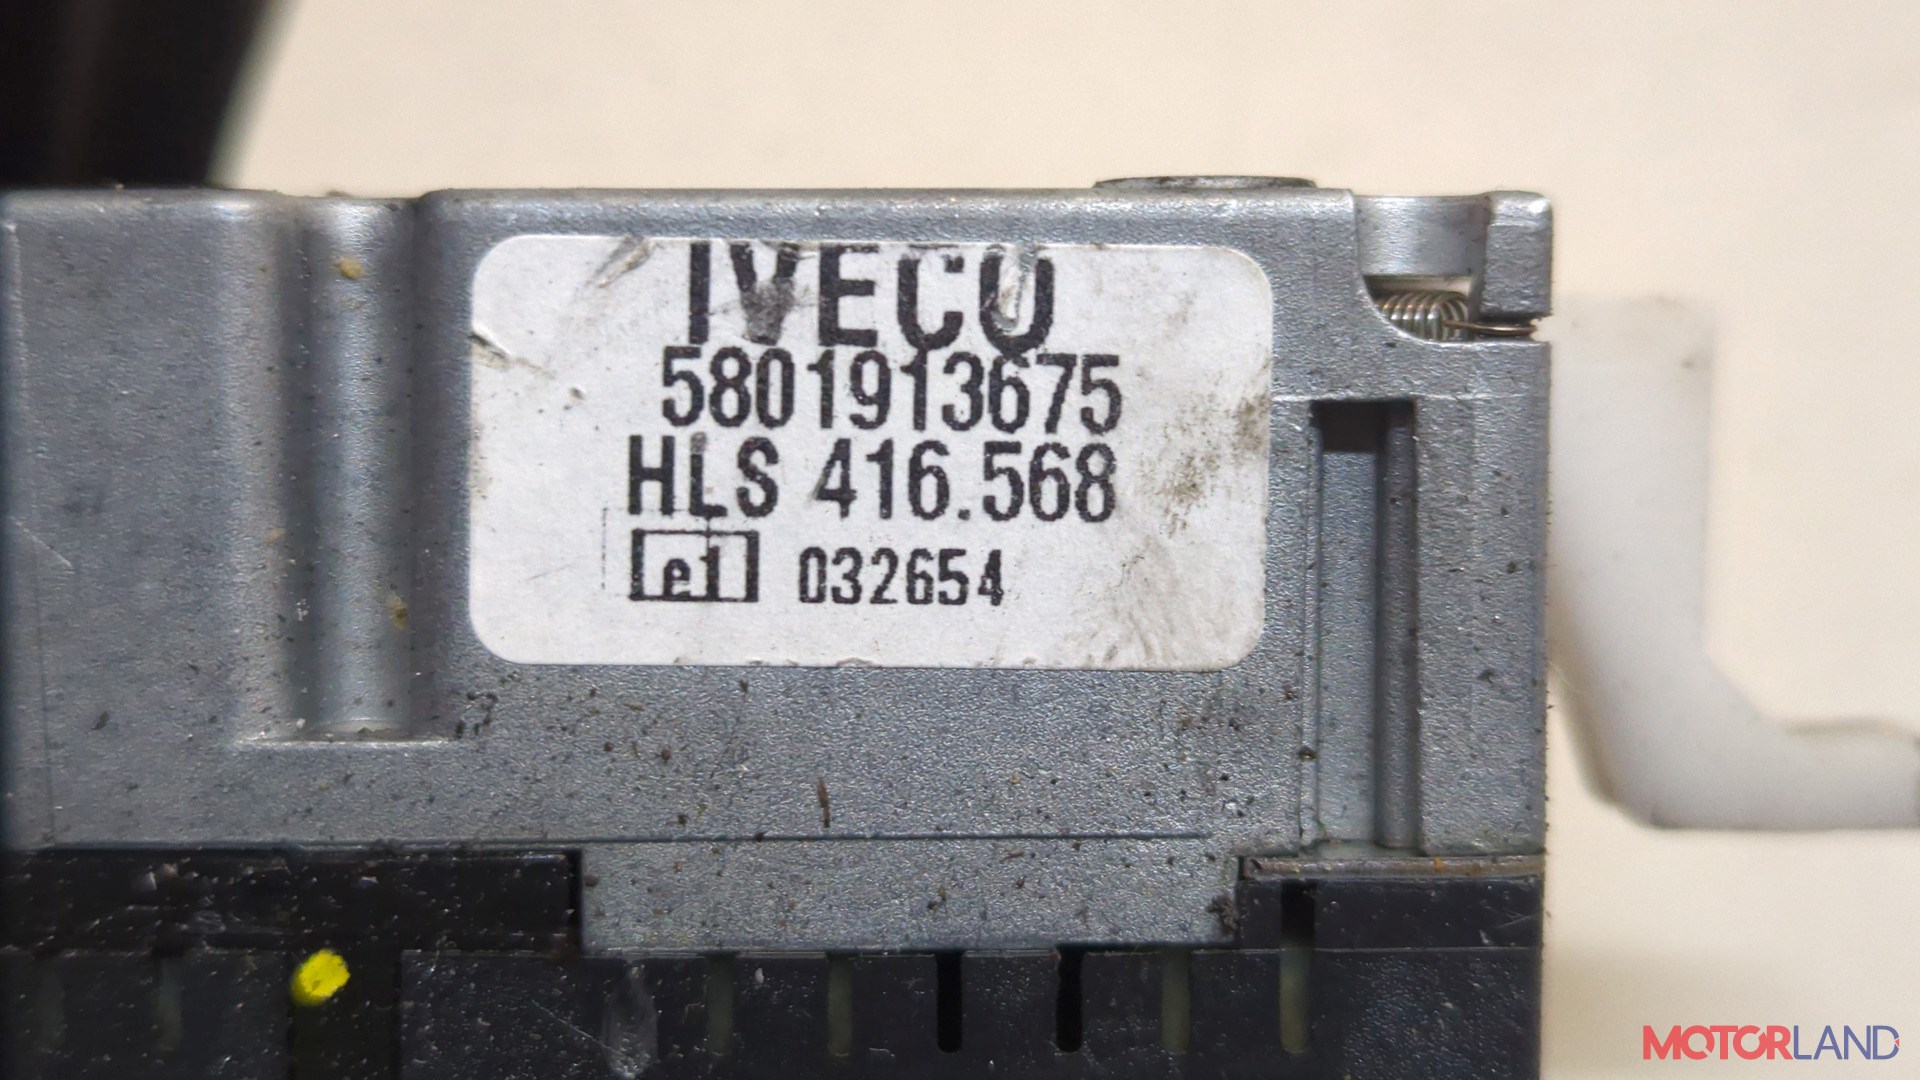 IVECO
5801913675
HLS 416.568
e1 032654
MOTORLAND